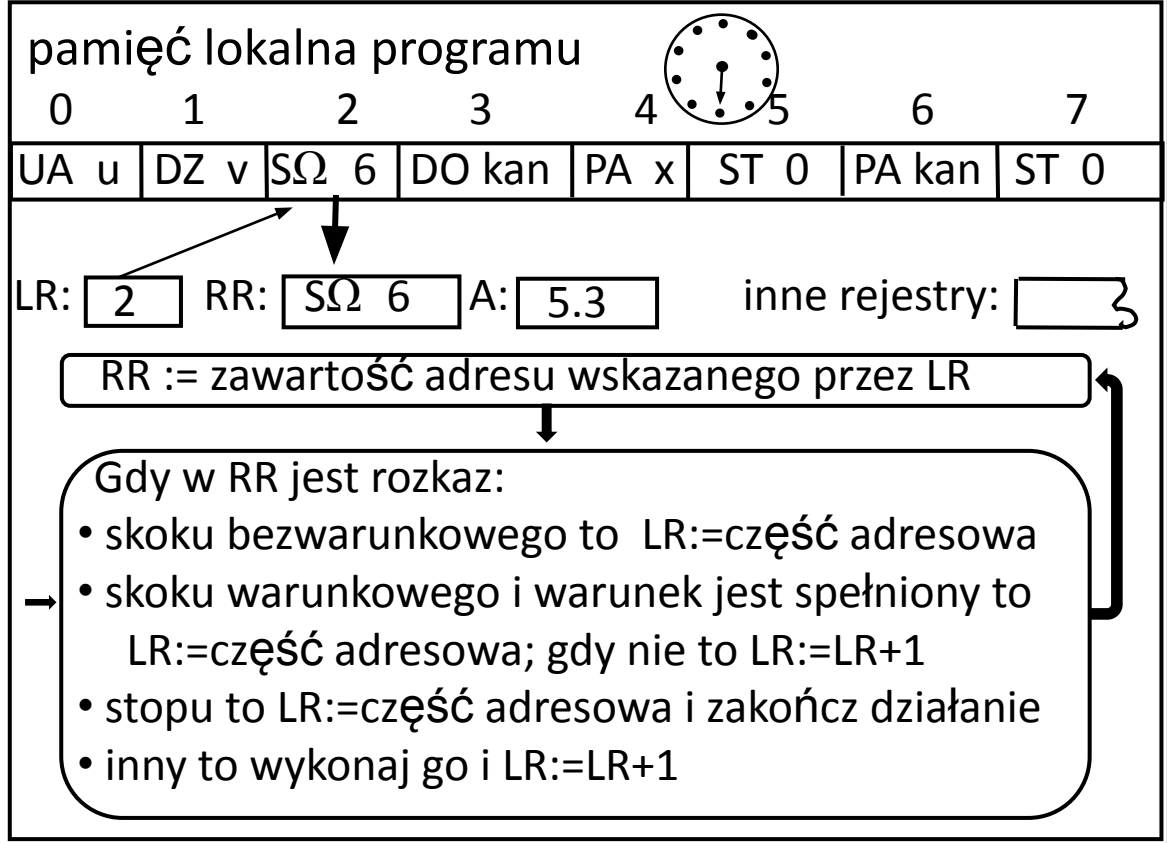 pamięć lokalna programu
0 1 2 3 4 5 6 7
UA u DZ v SΩ 6 DO kan PA x ST 0 PA kan ST 0
LR: 2 RR: SΩ 6 A: 5.3 inne rejestry:
RR := zawartość adresu wskazanego przez LR
Gdy w RR jest rozkaz:
• skoku bezwarunkowego to LR:=część adresowa
• skoku warunkowego i warunek jest spełniony to
LR:=część adresowa; gdy nie to LR:=LR+1
• stopu to LR:=część adresowa i zakończ działanie
• inny to wykonaj go i LR:=LR+1